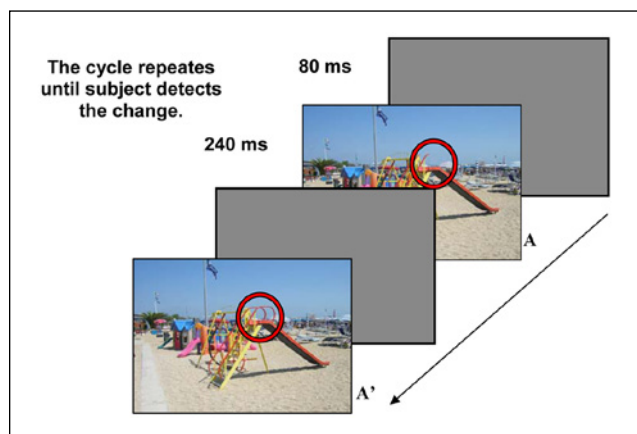 The cycle repeates
until subject detects
the change.
80 ms
240 ms
A
A'